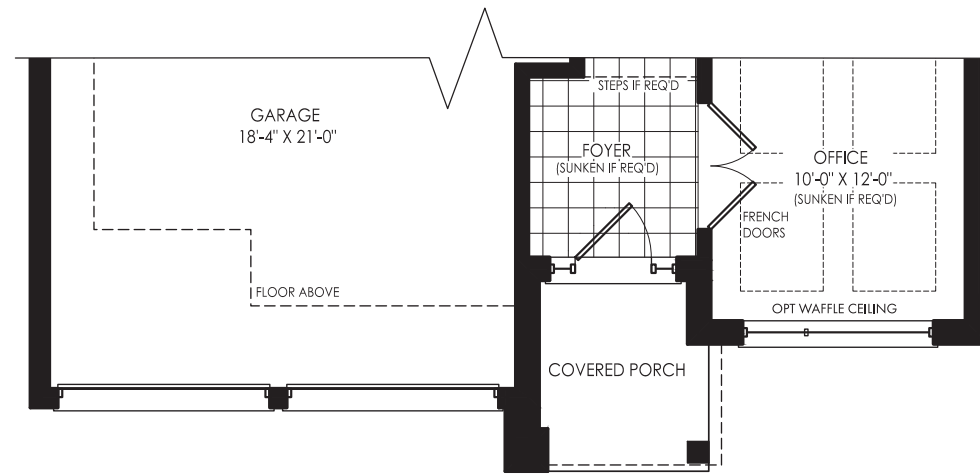 GARAGE
18'-4" X 21'-0"
FLOOR ABOVE
STEPS IF REQ'D
FOYER
(SUNKEN IF REQ'D)
OFFICE
10'-0" X 12'-0"
(SUNKEN IF REQ'D)
FRENCH
DOORS
OPT WAFFLE CEILING
COVERED PORCH